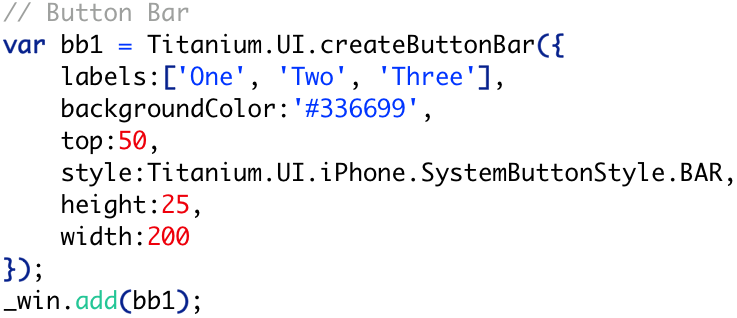 // Button Bar
var bb1 = Titanium.UI.createButtonBar({
    labels:['One', 'Two', 'Three'],
    backgroundColor:'#336699',
    top:50,
    style:Titanium.UI.iPhone.SystemButtonStyle.BAR,
    height:25,
    width:200
});
_win.add(bb1);